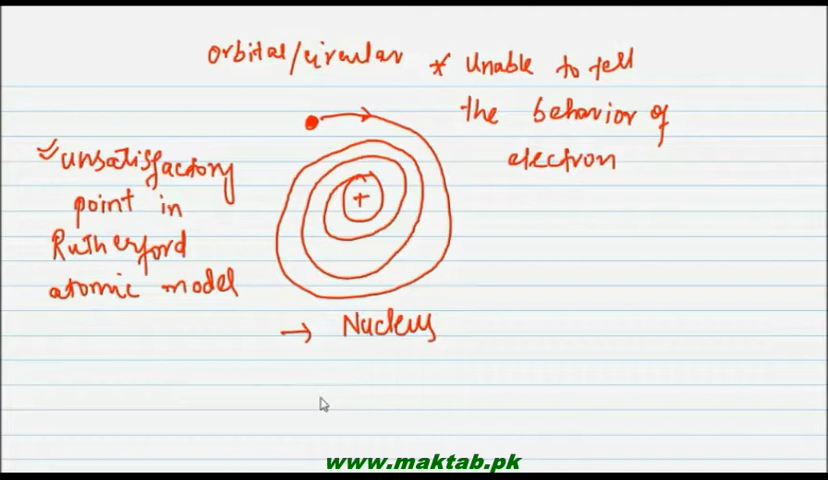 orbital/circular
* Unable to tell
the behavior of
electron
unsatisfactory
point in
Rutherford
atomic model
+
→ Nucleus
www.maktab.pk